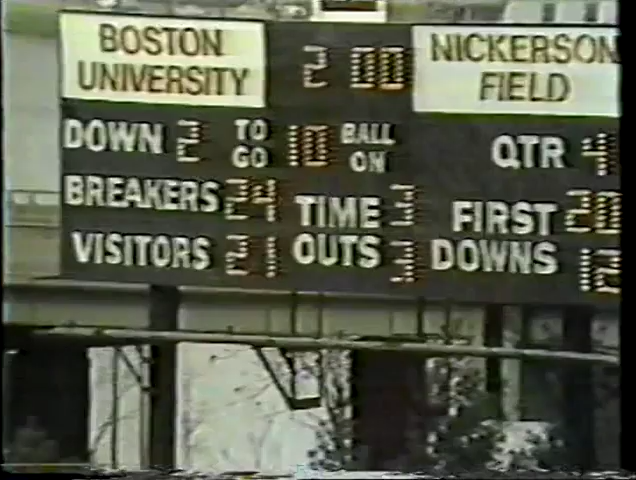 BOSTON UNIVERSITY 2 00 NICKERSON FIELD
DOWN 2 TO GO 10 BALL ON QTR 4
BREAKERS 24 TIME 3 FIRST 20
VISITORS 21 OUTS 3 DOWNS 12